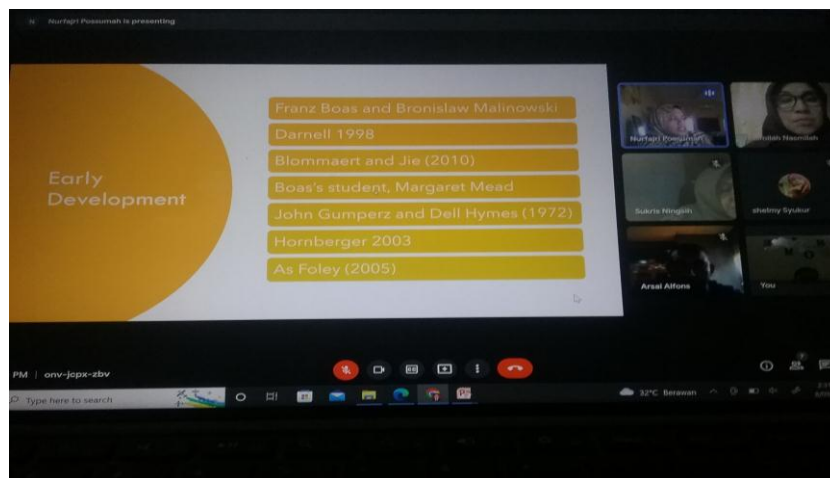 N Nurfajri Possumah is presenting
Early
Development
Franz Boas and Bronislaw Malinowski
Darnell 1998
Blommaert and Jie (2010)
Boas's student, Margaret Mead
John Gumperz and Dell Hymes (1972)
Hornberger 2003
As Foley (2005)
Nurfajri Possumah
Nasmilah
Sukris Ningsih
shelmy Syukur
Arsal Alfons
You
PM | onv-jcpx-zbv
Type here to search
32°C Berawan